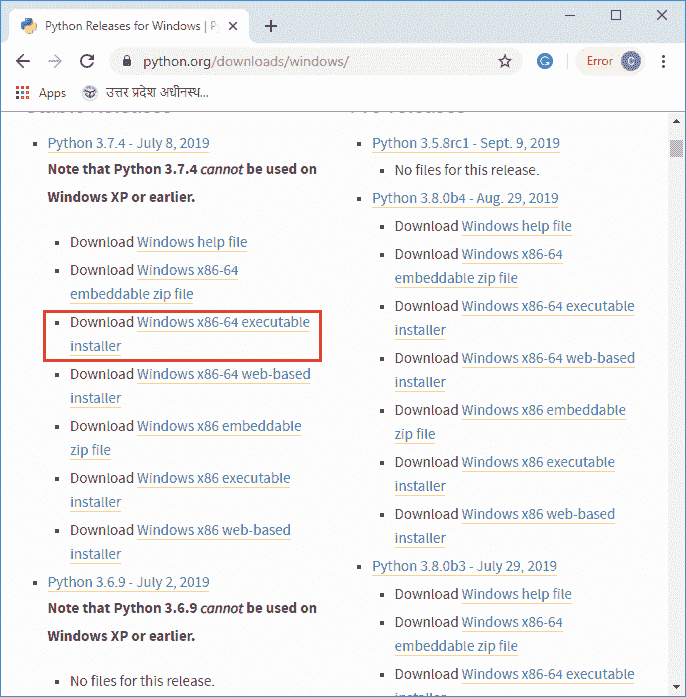 Python Releases for Windows | P
python.org/downloads/windows/
Error
Apps
उत्तर प्रदेश अधीनस्थ...
Python 3.7.4 - July 8, 2019
Note that Python 3.7.4 cannot be used on
Windows XP or earlier.
Download Windows help file
Download Windows x86-64
embeddable zip file
Download Windows x86-64 executable
installer
Download Windows x86-64 web-based
installer
Download Windows x86 embeddable
zip file
Download Windows x86 executable
installer
Download Windows x86 web-based
installer
Python 3.6.9 - July 2, 2019
Note that Python 3.6.9 cannot be used on
Windows XP or earlier.
No files for this release.
Python 3.5.8rc1 - Sept. 9, 2019
No files for this release.
Python 3.8.0b4 - Aug. 29, 2019
Download Windows help file
Download Windows x86-64
embeddable zip file
Download Windows x86-64 executable
installer
Download Windows x86-64 web-based
installer
Download Windows x86 embeddable
zip file
Download Windows x86 executable
installer
Download Windows x86 web-based
installer
Python 3.8.0b3 - July 29, 2019
Download Windows help file
Download Windows x86-64
embeddable zip file
Download Windows x86-64 executable